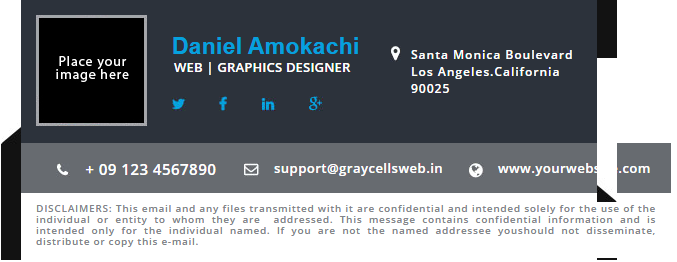 Place your
image here
Daniel Amokachi
WEB | GRAPHICS DESIGNER
Santa Monica Boulevard
Los Angeles.California
90025
+ 09 123 4567890
support@graycellsweb.in
DISCLAIMERS: This email and any files transmitted with it are confidential and intended solely for the use of the
individual or entity to whom they are addressed. This message contains confidential information and is
intended only for the individual named. If you are not the named addressee youshould not disseminate,
distribute or copy this e-mail.